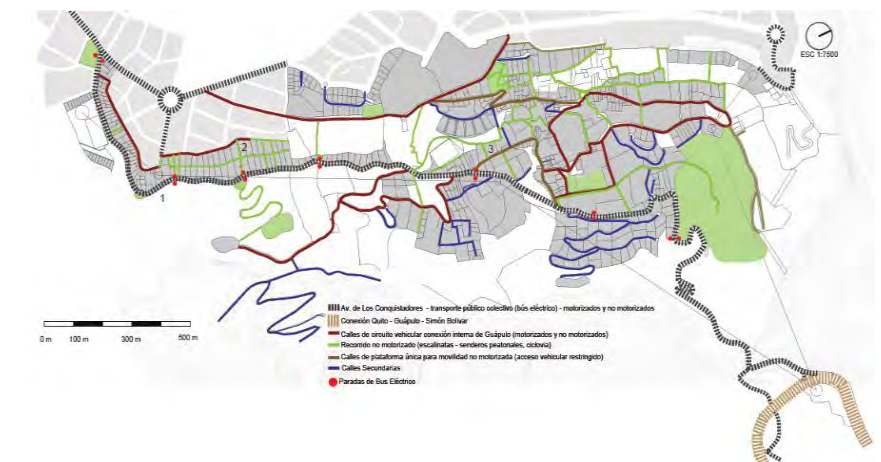 ESC 1:7500
2
3
1
Av. de Los Conquistadores - transporte público colectivo (bús eléctrico) - motorizados y no motorizados
Conexión Quito - Guápulo - Simón Bolívar
Calles de circuito vehicular conexión interna de Guápulo (motorizados y no motorizados)
Recorrido no motorizado (escalinatas - senderos peatonales, ciclovia)
Calles de plataforma única para movilidad no motorizada (acceso vehicular restringido)
Calles Secundarias
Paradas de Bus Eléctrico
0 m 100 m 300 m 500 m